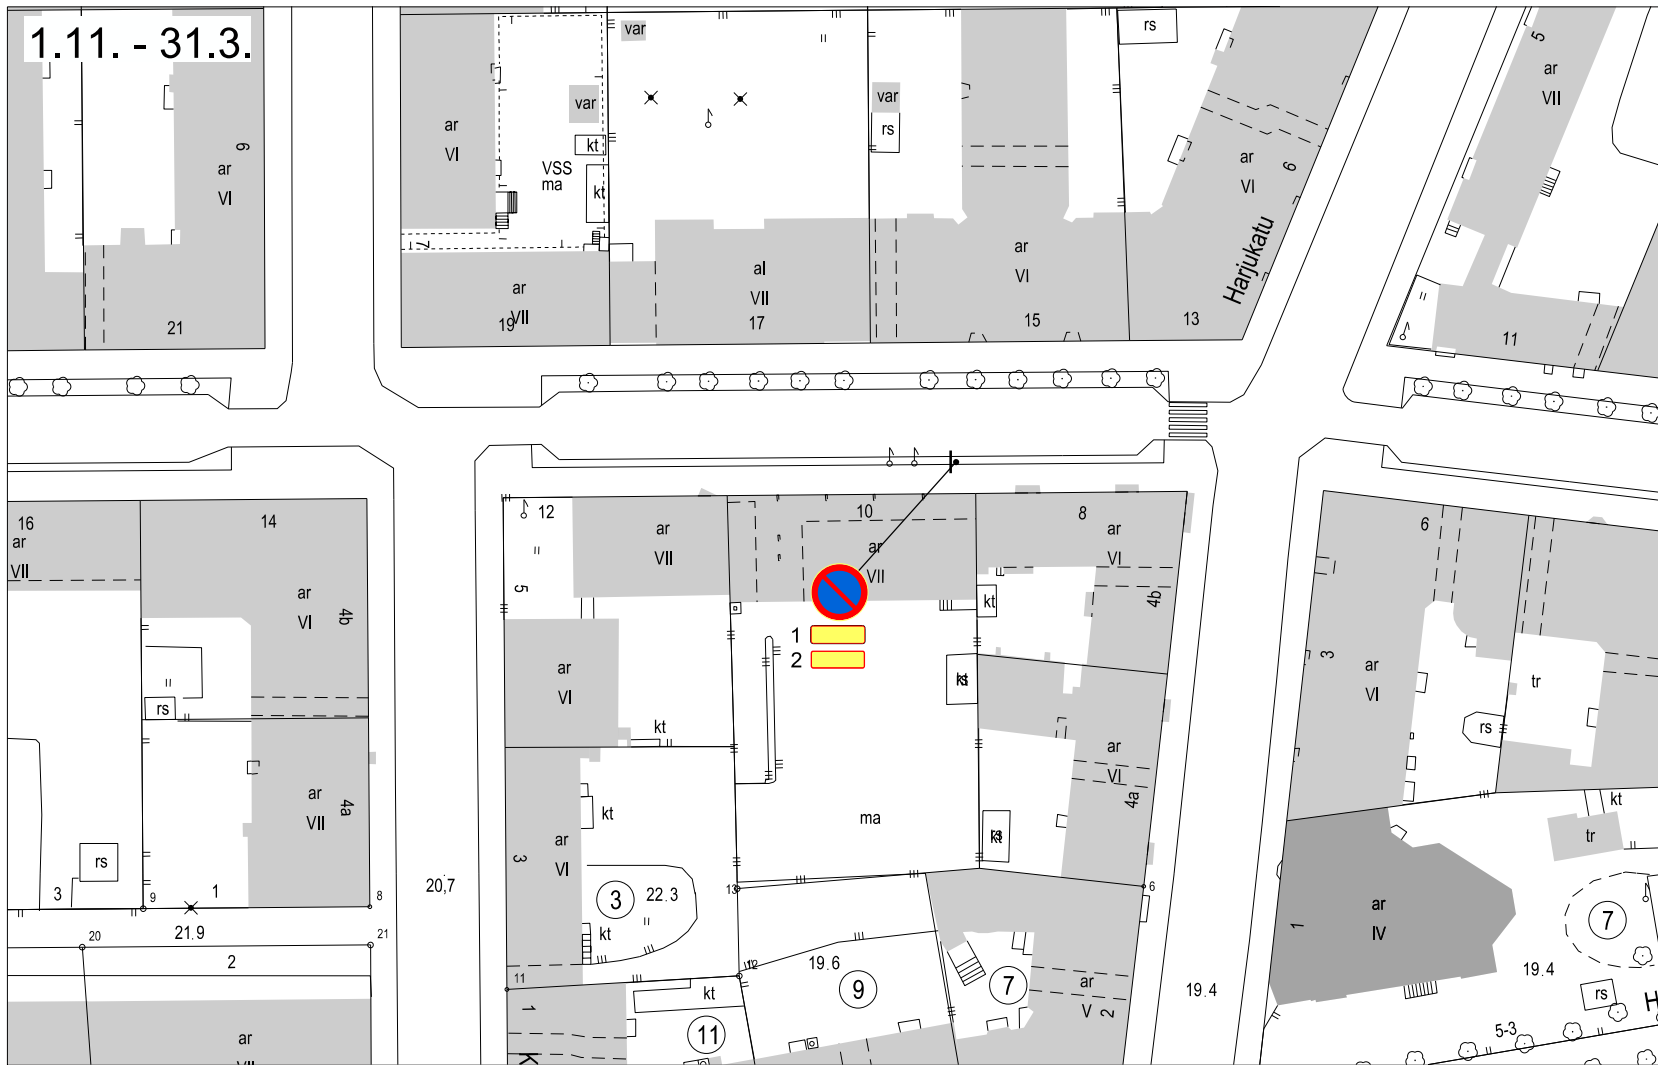 1.11. - 31.3.
var
rs
5
ar
VII
var
kt
VSS
ma
kt
ar
VI
7
var
rs
6
ar
VI
ar
VI
6
Harjukatu
21
ar
19
VII
al
VII
17
ar
VI
15
13
11
16
ar
VII
14
12
5
ar
VII
10
ar
VII
8
ar
VI
6
ar
VI
4b
ar
VI
kt
4b
1
2
ar
VI
3
tr
rs
rs
kt
ar
VI
4a
ar
VII
4a
kt
ma
kt
tr
rs
3
1
9
8
20,7
3
ar
VI
3
22.3
kt
13
6
1
ar
IV
7
21.9
20
21
2
11
12
19.6
9
7
ar
V
2
19.4
19.4
rs
H
1
kt
11
5-3
K
ar
VII